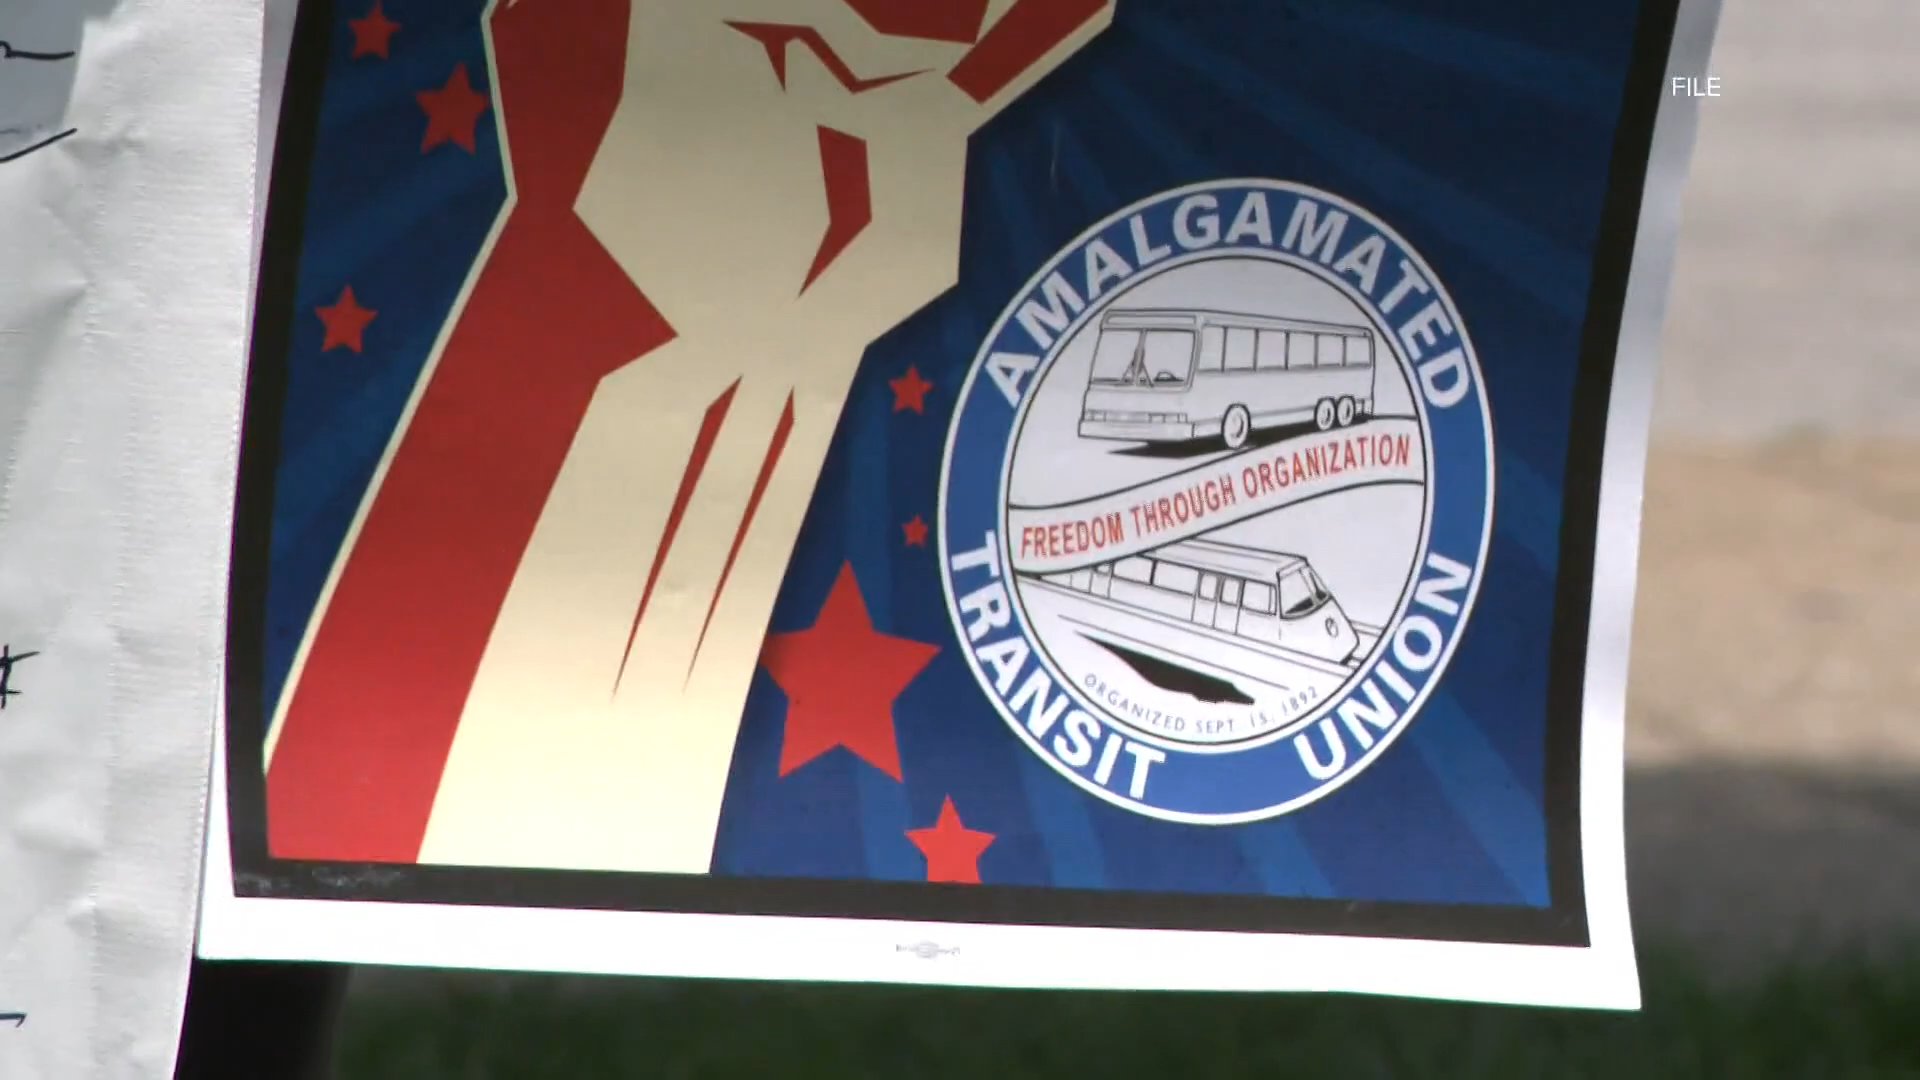 FILE
AMALGAMATED
FREEDOM THROUGH ORGANIZATION
ORGANIZED SEPT. 15, 1892
TRANSIT UNION